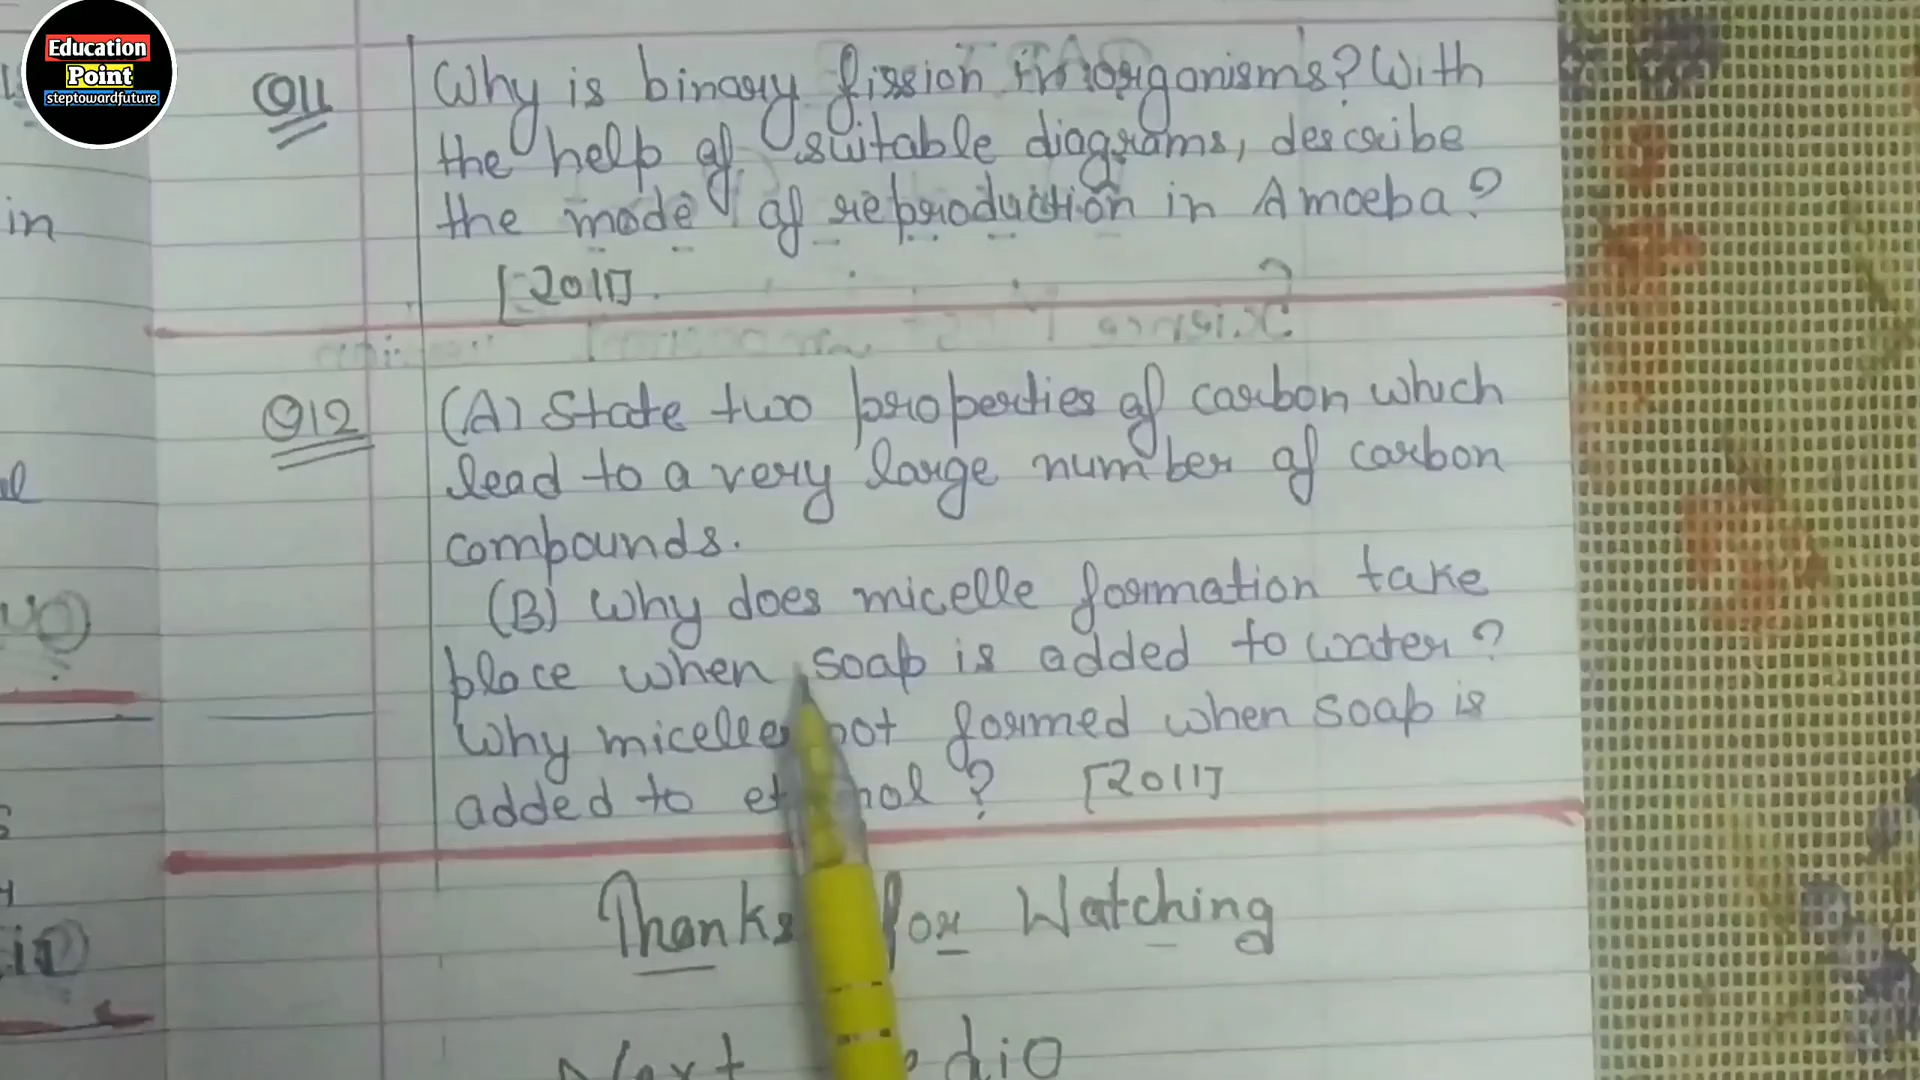 Education
Point
steptowardfuture
Q11 Why is binary fission in organisms? With
the help of suitable diagrams, describe
the mode of reproduction in Amoeba?
[2011]
in
Q12 (A) State two properties of carbon which
lead to a very large number of carbon
compounds.
(B) Why does micelle formation take
place when soap is added to water?
Why micelle not formed when soap is
added to ethanol? [2011]
Thanks for Watching
Next